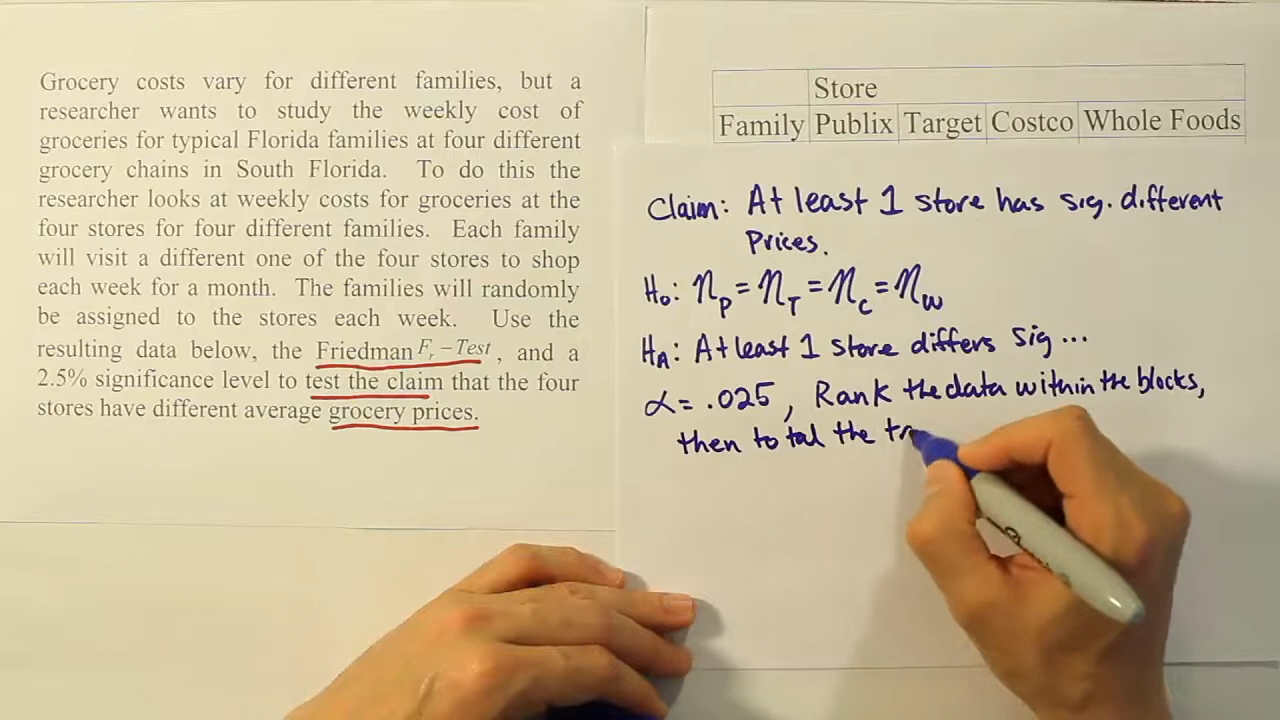 Grocery costs vary for different families, but a
researcher wants to study the weekly cost of
groceries for typical Florida families at four different
grocery chains in South Florida. To do this the
researcher looks at weekly costs for groceries at the
four stores for four different families. Each family
will visit a different one of the four stores to shop
each week for a month. The families will randomly
be assigned to the stores each week. Use the
resulting data below, the Friedman Fᵣ –Test, and a
2.5% significance level to test the claim that the four
stores have different average grocery prices.
Store
Family Publix Target Costco Whole Foods
Claim: At least 1 store has sig. different
Prices.
H₀: η_P = η_T = η_C = η_W
H_A: At least 1 store differs sig...
α = .025, Rank the data within the blocks,
then total the tr